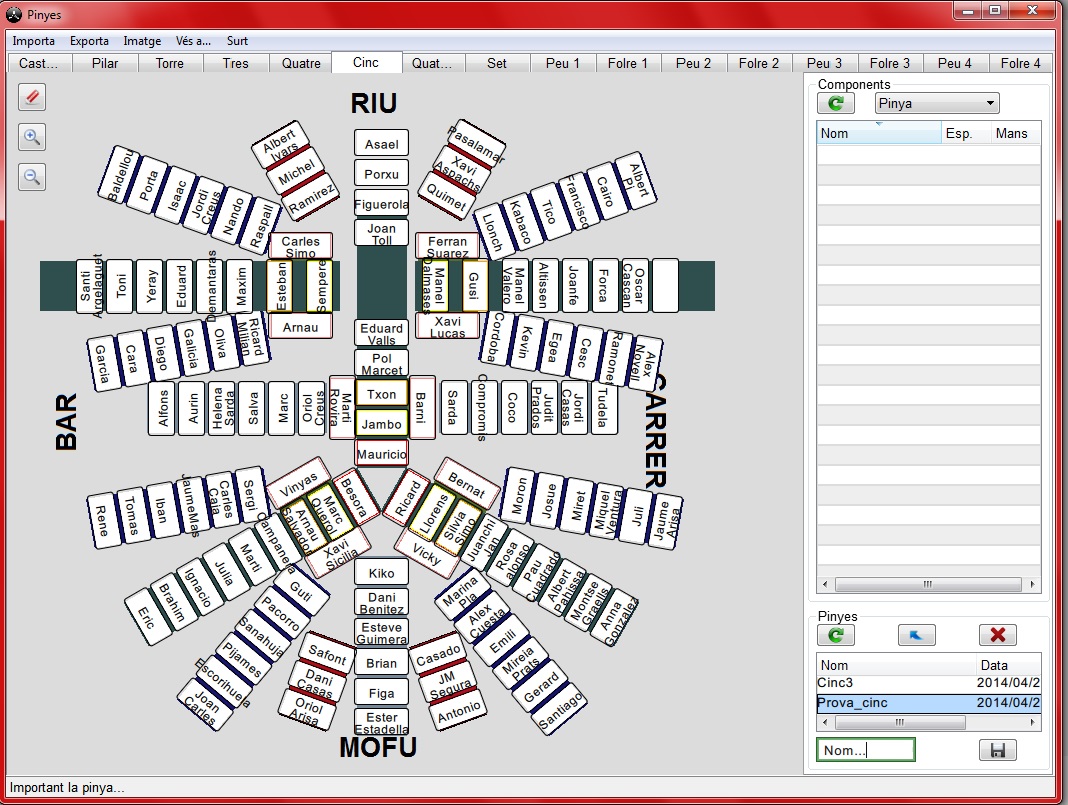 Pinyes
Importa Exporta Imatge Vés a... Surt
Cast... Pilar Torre Tres Quatre Cinc Quat... Set Peu 1 Folre 1 Peu 2 Folre 2 Peu 3 Folre 3 Peu 4 Folre 4
RIU
Albert
Ivars
Michel
Ramirez
Asael
Porxu
Figuerola
Joan
Toll
Pasalamar
Xavi
Aspachs
Quimet
Baldellou
Porta
Isaac
Jordi
Creus
Nando
Raspall
Llonch
Kabaco
Tico
Francisco
Cairo
Albert
Pi
Carles
Simo
Ferran
Suarez
Santi
Argelaguet
Toni
Yeray
Eduard
Demantaras
Maxim
Esteban
Sempere
Manel
Dalmases
Gusi
Manel
Valero
Altissen
Joanfe
Forca
Oscar
Cascan
Arnau
Xavi
Lucas
Eduard
Valls
Pol
Marcet
Garcia
Cara
Diego
Galicia
Oliva
Ricard
Milian
Cordoba
Kevin
Egea
Cesc
Ramonet
Alex
Novell
BAR
CARRER
Alfons
Aurin
Helena
Sarda
Salva
Marc
Oriol
Creus
Marti
Rovira
Txon
Jambo
Barni
Sarda
Compromis
Coco
Judit
Prados
Jordi
Casas
Tudela
Mauricio
Rene
Tomas
Iban
JaumeMas
Carles
Cala
Sergi
Vinyas
Besora
Marc
Querol
Arnau
Salvador
Xavi
Sicilia
Ricard
Bernat
Llorens
Silvia
Simo
Vicky
Moron
Josue
Miret
Miquel
Ventura
Juli
Jaume
Arisa
Eric
Brahim
Ignacio
Julia
Marti
Campanera
Juanchi
Jan
Rosa
alonso
Pau
Cuadrado
Albert
Pahissa
Montse
Graells
Anna
Gonzalez
Guti
Pacorro
Sanahuja
Pijames
Escorihuela
Joan
Carles
Kiko
Dani
Benitez
Esteve
Guimera
Brian
Figa
Ester
Estadella
Marina
Pla
Alex
Cuesta
Emili
Mireia
Prats
Gerard
Santiago
Safont
Dani
Casas
Oriol
Arisa
Casado
JM
Segura
Antonio
MOFU
Components
Pinya
Nom Esp. Mans
Pinyes
Nom Data
Cinc3 2014/04/2
Prova_cinc 2014/04/2
Nom...
Important la pinya...